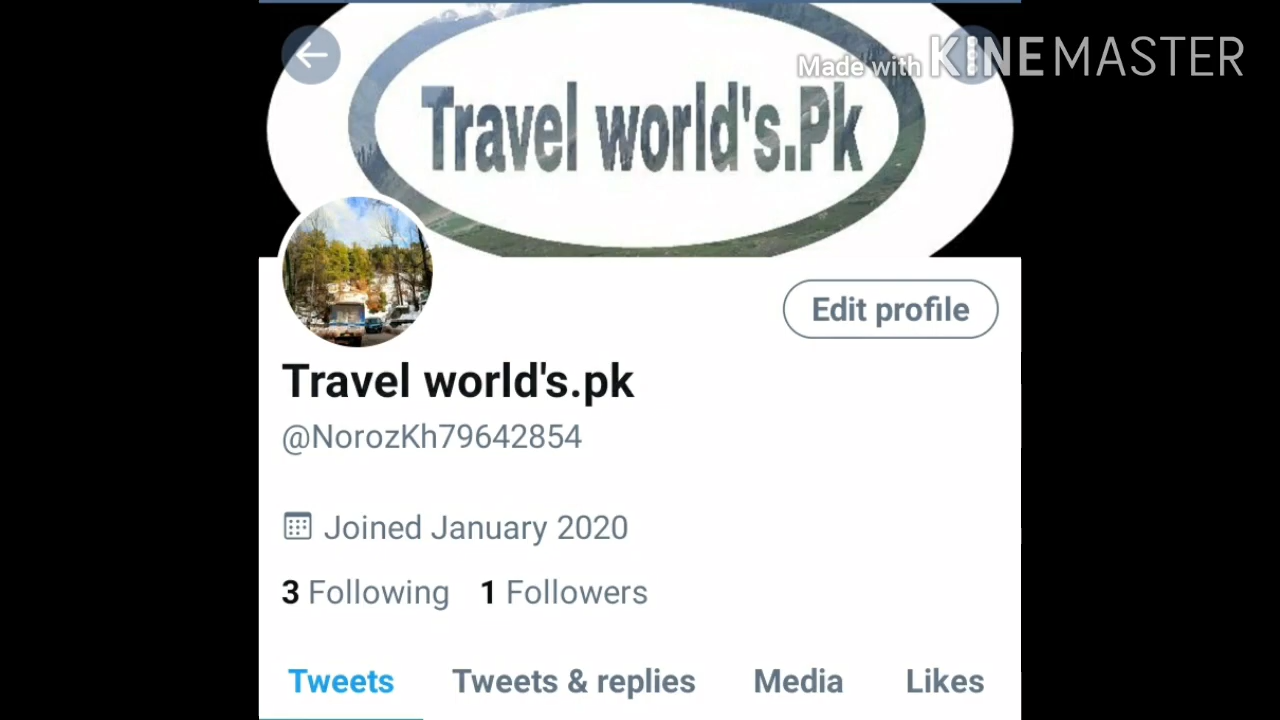 Made with KINEMASTER
Travel world's.Pk
Edit profile
Travel world's.pk
@NorozKh79642854
Joined January 2020
3 Following 1 Followers
Tweets Tweets & replies Media Likes